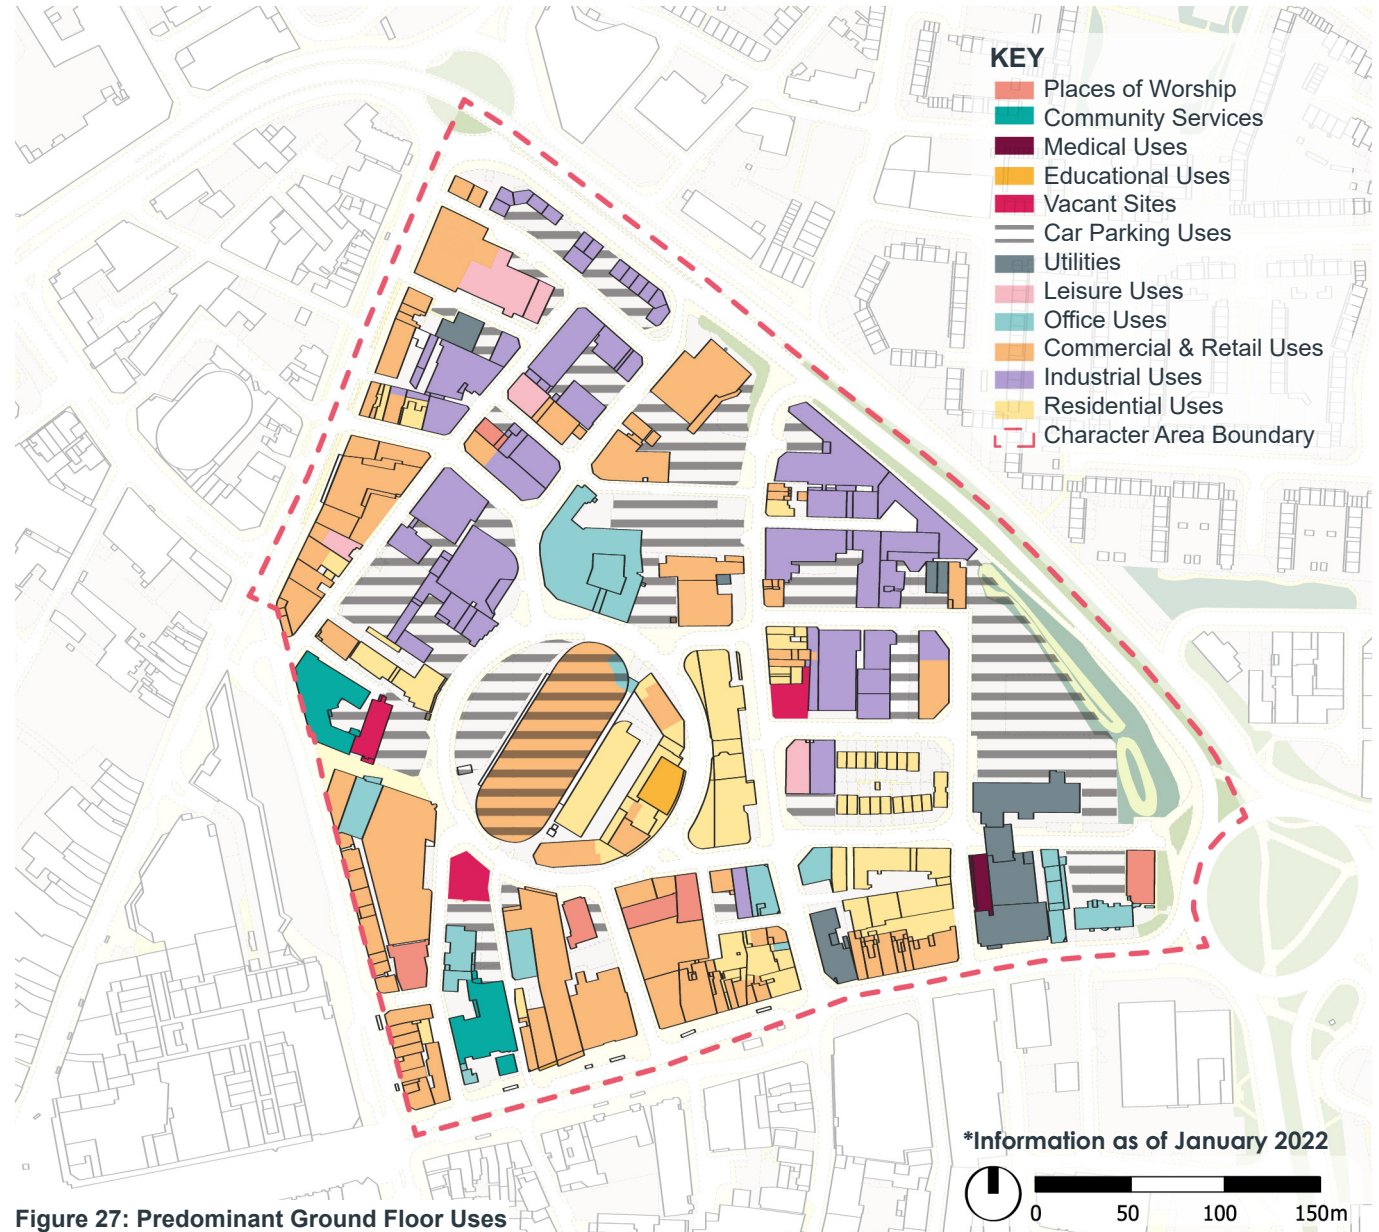 KEY
Places of Worship
Community Services
Medical Uses
Educational Uses
Vacant Sites
Car Parking Uses
Utilities
Leisure Uses
Office Uses
Commercial & Retail Uses
Industrial Uses
Residential Uses
Character Area Boundary
*Information as of January 2022
0 50 100 150m
Figure 27: Predominant Ground Floor Uses